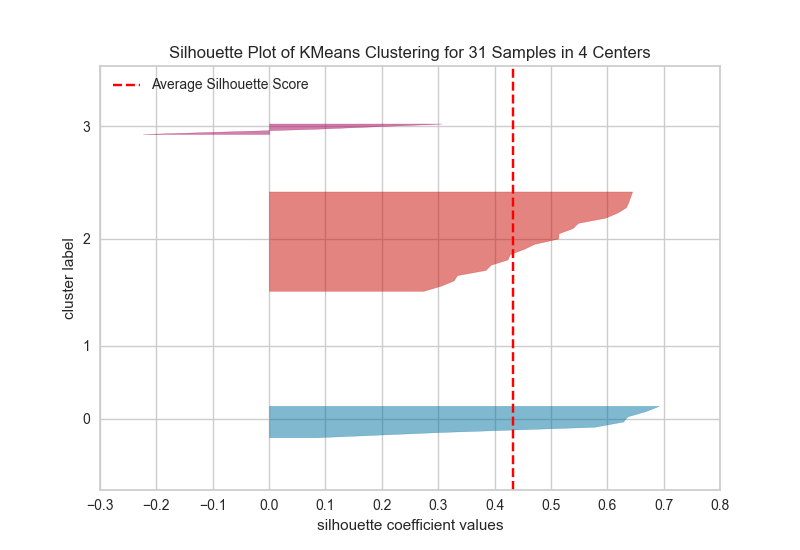 Silhouette Plot of KMeans Clustering for 31 Samples in 4 Centers
Average Silhouette Score
3
2
1
0
cluster label
−0.3 −0.2 −0.1 0.0 0.1 0.2 0.3 0.4 0.5 0.6 0.7 0.8
silhouette coefficient values